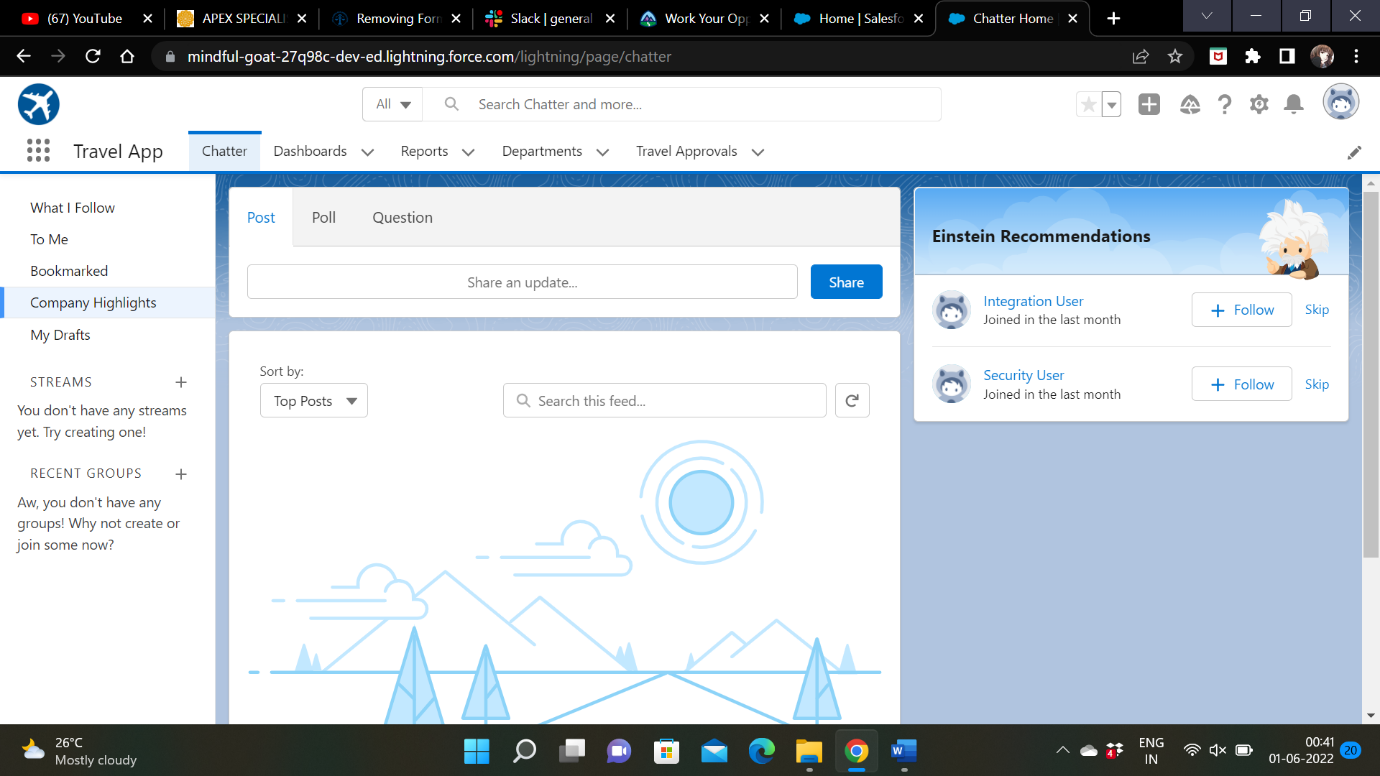 (67) YouTube
APEX SPECIALI
Removing Forr
Slack | general
Work Your Opp
Home | Salesfo
Chatter Home
mindful-goat-27q98c-dev-ed.lightning.force.com/lightning/page/chatter
All
Search Chatter and more...
Travel App
Chatter
Dashboards
Reports
Departments
Travel Approvals
What I Follow
To Me
Bookmarked
Company Highlights
My Drafts
STREAMS
You don't have any streams
yet. Try creating one!
RECENT GROUPS
Aw, you don't have any
groups! Why not create or
join some now?
Post
Poll
Question
Share an update...
Share
Sort by:
Top Posts
Search this feed...
Einstein Recommendations
Integration User
Joined in the last month
Follow
Skip
Security User
Joined in the last month
Follow
Skip
26°C
Mostly cloudy
W
4
ENG
IN
00:41
01-06-2022
20